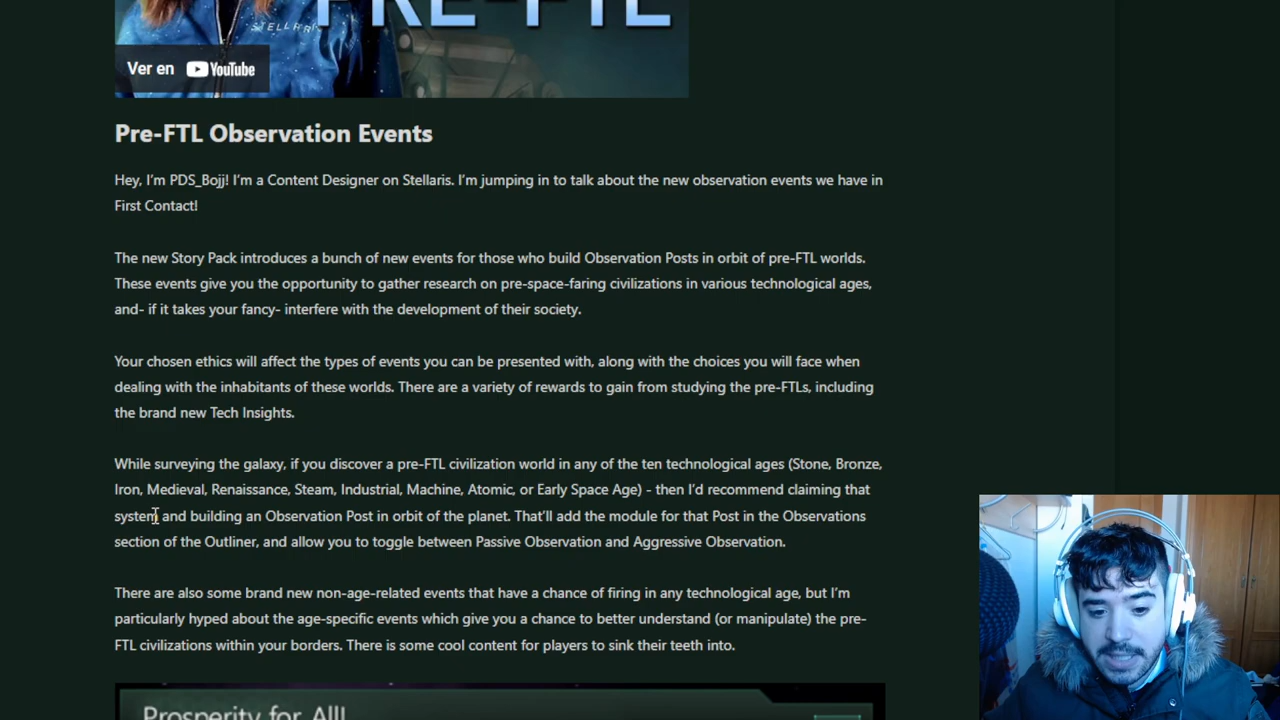 PRE-FTL
STELLAR
Ver en YouTube
Pre-FTL Observation Events
Hey, I'm PDS_Bojj! I'm a Content Designer on Stellaris. I'm jumping in to talk about the new observation events we have in
First Contact!
The new Story Pack introduces a bunch of new events for those who build Observation Posts in orbit of pre-FTL worlds.
These events give you the opportunity to gather research on pre-space-faring civilizations in various technological ages,
and- if it takes your fancy- interfere with the development of their society.
Your chosen ethics will affect the types of events you can be presented with, along with the choices you will face when
dealing with the inhabitants of these worlds. There are a variety of rewards to gain from studying the pre-FTLs, including
the brand new Tech Insights.
While surveying the galaxy, if you discover a pre-FTL civilization world in any of the ten technological ages (Stone, Bronze,
Iron, Medieval, Renaissance, Steam, Industrial, Machine, Atomic, or Early Space Age) - then I'd recommend claiming that
system and building an Observation Post in orbit of the planet. That'll add the module for that Post in the Observations
section of the Outliner, and allow you to toggle between Passive Observation and Aggressive Observation.
There are also some brand new non-age-related events that have a chance of firing in any technological age, but I'm
particularly hyped about the age-specific events which give you a chance to better understand (or manipulate) the pre-
FTL civilizations within your borders. There is some cool content for players to sink their teeth into.
Prosperity for All!